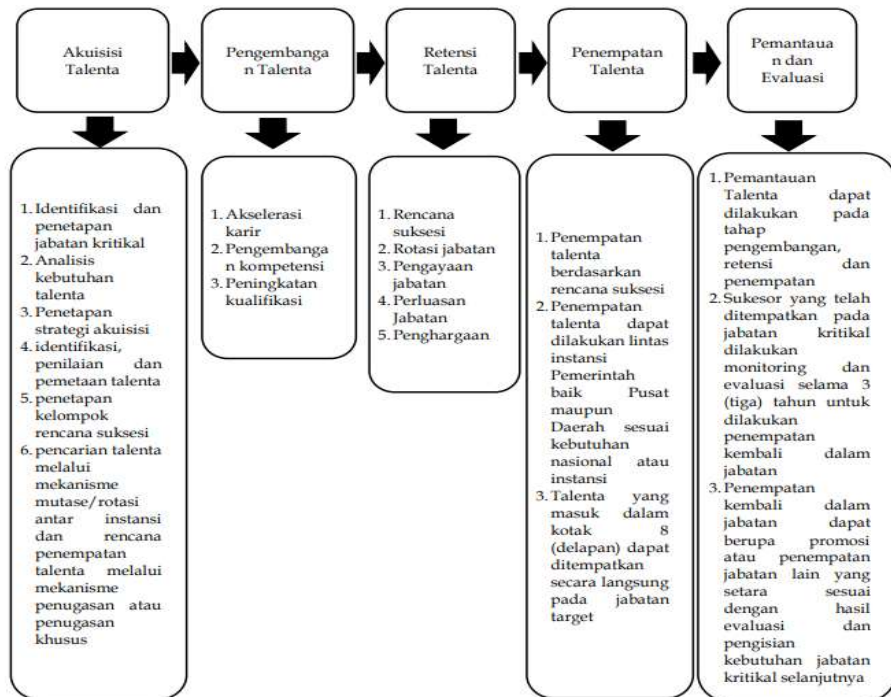 Akuisisi
Talenta
Pengembanga
n Talenta
Retensi
Talenta
Penempatan
Talenta
Pemantaua
n dan
Evaluasi
1. Identifikasi dan
penetapan
jabatan kritikal
2. Analisis
kebutuhan
talenta
3. Penetapan
strategi akuisisi
4. identifikasi,
penilaian dan
pemetaan talenta
5. penetapan
kelompok
rencana suksesi
6. pencarian talenta
melalui
mekanisme
mutase/rotasi
antar instansi
dan rencana
penempatan
talenta melalui
mekanisme
penugasan atau
penugasan
khusus
1. Akselerasi
karir
2. Pengembanga
n kompetensi
3. Peningkatan
kualifikasi
1. Rencana
suksesi
2. Rotasi jabatan
3. Pengayaan
jabatan
4. Perluasan
Jabatan
5. Penghargaan
1. Penempatan
talenta
berdasarkan
rencana suksesi
2. Penempatan
talenta dapat
dilakukan lintas
instansi
Pemerintah
baik Pusat
maupun
Daerah sesuai
kebutuhan
nasional atau
instansi
3. Talenta yang
masuk dalam
kotak 8
(delapan) dapat
ditempatkan
secara langsung
pada jabatan
target
1. Pemantauan
Talenta dapat
dilakukan pada
tahap
pengembangan,
retensi dan
penempatan
2. Sukesor yang telah
ditempatkan pada
jabatan kritikal
dilakukan
monitoring dan
evaluasi selama 3
(tiga) tahun untuk
dilakukan
penempatan
kembali dalam
jabatan
3. Penempatan
kembali dalam
jabatan dapat
berupa promosi
atau penempatan
jabatan lain yang
setara sesuai
dengan hasil
evaluasi dan
pengisian
kebutuhan jabatan
kritikal selanjutnya